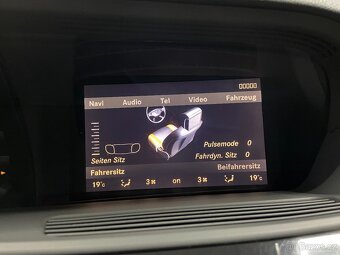 Navi Audio Tel Video Fahrzeug
Pulsemode 0
Seiten Sitz Fahrdyn. Sitz 0
Fahrersitz Beifahrersitz
19°C 3 on 3 19°C